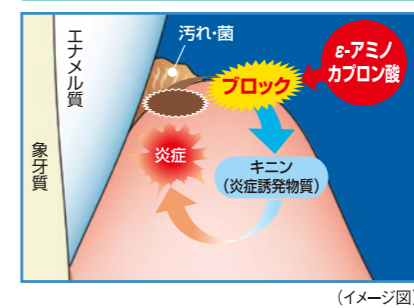 エナメル質
象牙質
汚れ・菌
ブロック
ε-アミノ
カプロン酸
炎症
キニン
(炎症誘発物質)
(イメージ図)